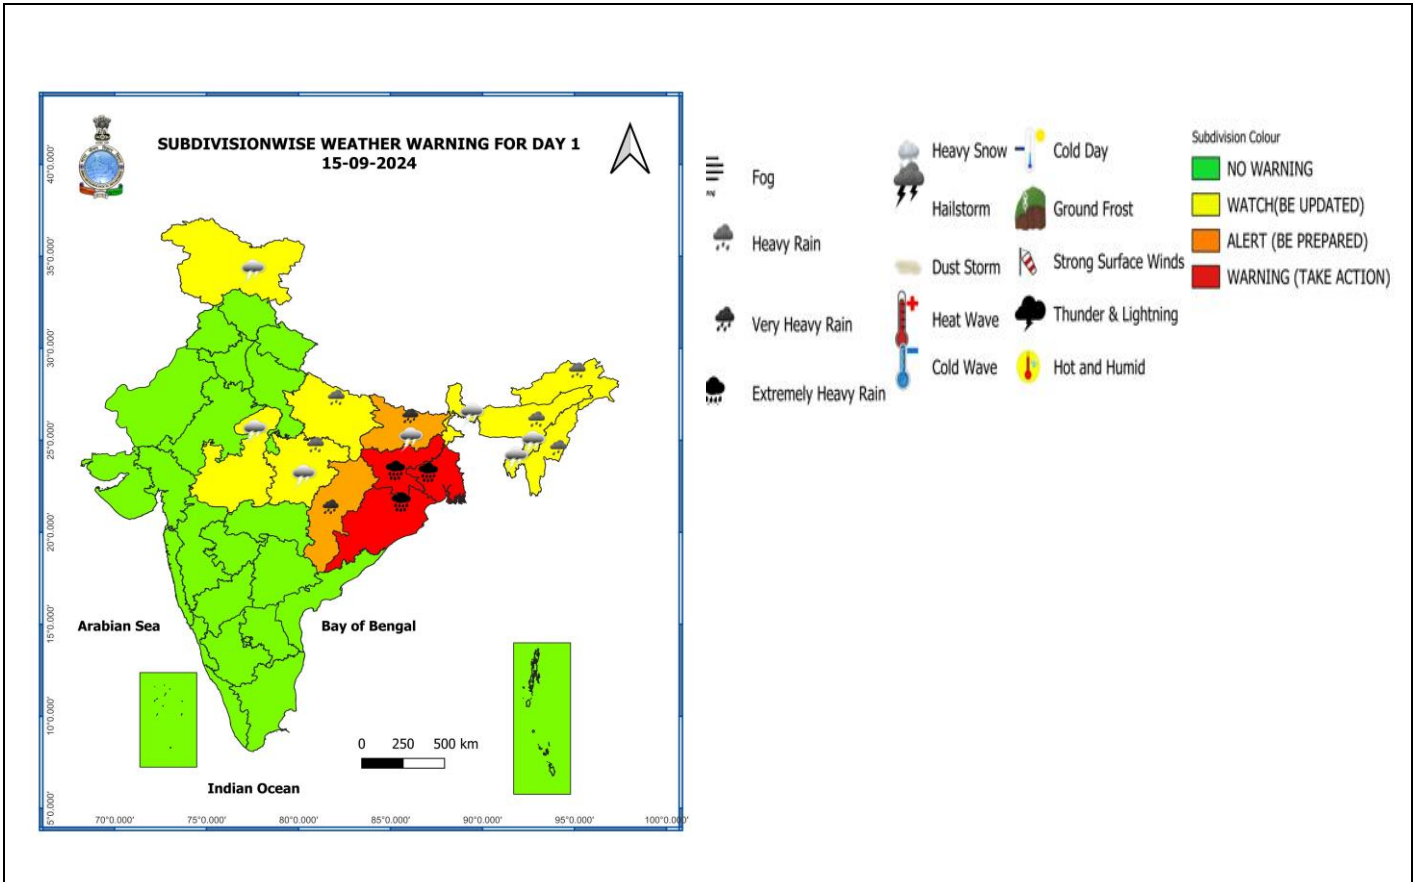 SUBDIVISIONWISE WEATHER WARNING FOR DAY 1
15-09-2024
40°0.000'
35°0.000'
30°0.000'
25°0.000'
20°0.000'
15°0.000'
10°0.000'
5°0.000'
Arabian Sea
Bay of Bengal
0 250 500 km
Indian Ocean
70°0.000' 75°0.000' 80°0.000' 85°0.000' 90°0.000' 95°0.000' 100°0.000'
Fog
Heavy Rain
Very Heavy Rain
Extremely Heavy Rain
Heavy Snow
Hailstorm
Dust Storm
Heat Wave
Cold Wave
Cold Day
Ground Frost
Strong Surface Winds
Thunder & Lightning
Hot and Humid
Subdivision Colour
NO WARNING
WATCH(BE UPDATED)
ALERT (BE PREPARED)
WARNING (TAKE ACTION)